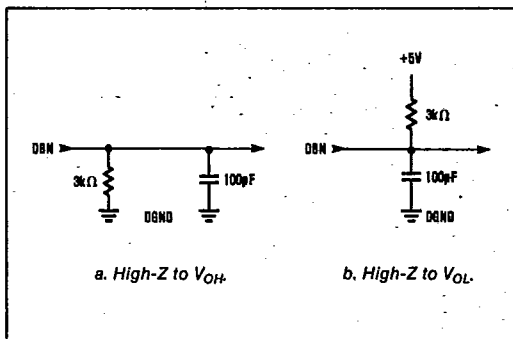 +5V
3kΩ
DBN
3kΩ
100pF
DGND
a. High-Z to VOH.
DBN
100pF
DGND
b. High-Z to VOL.